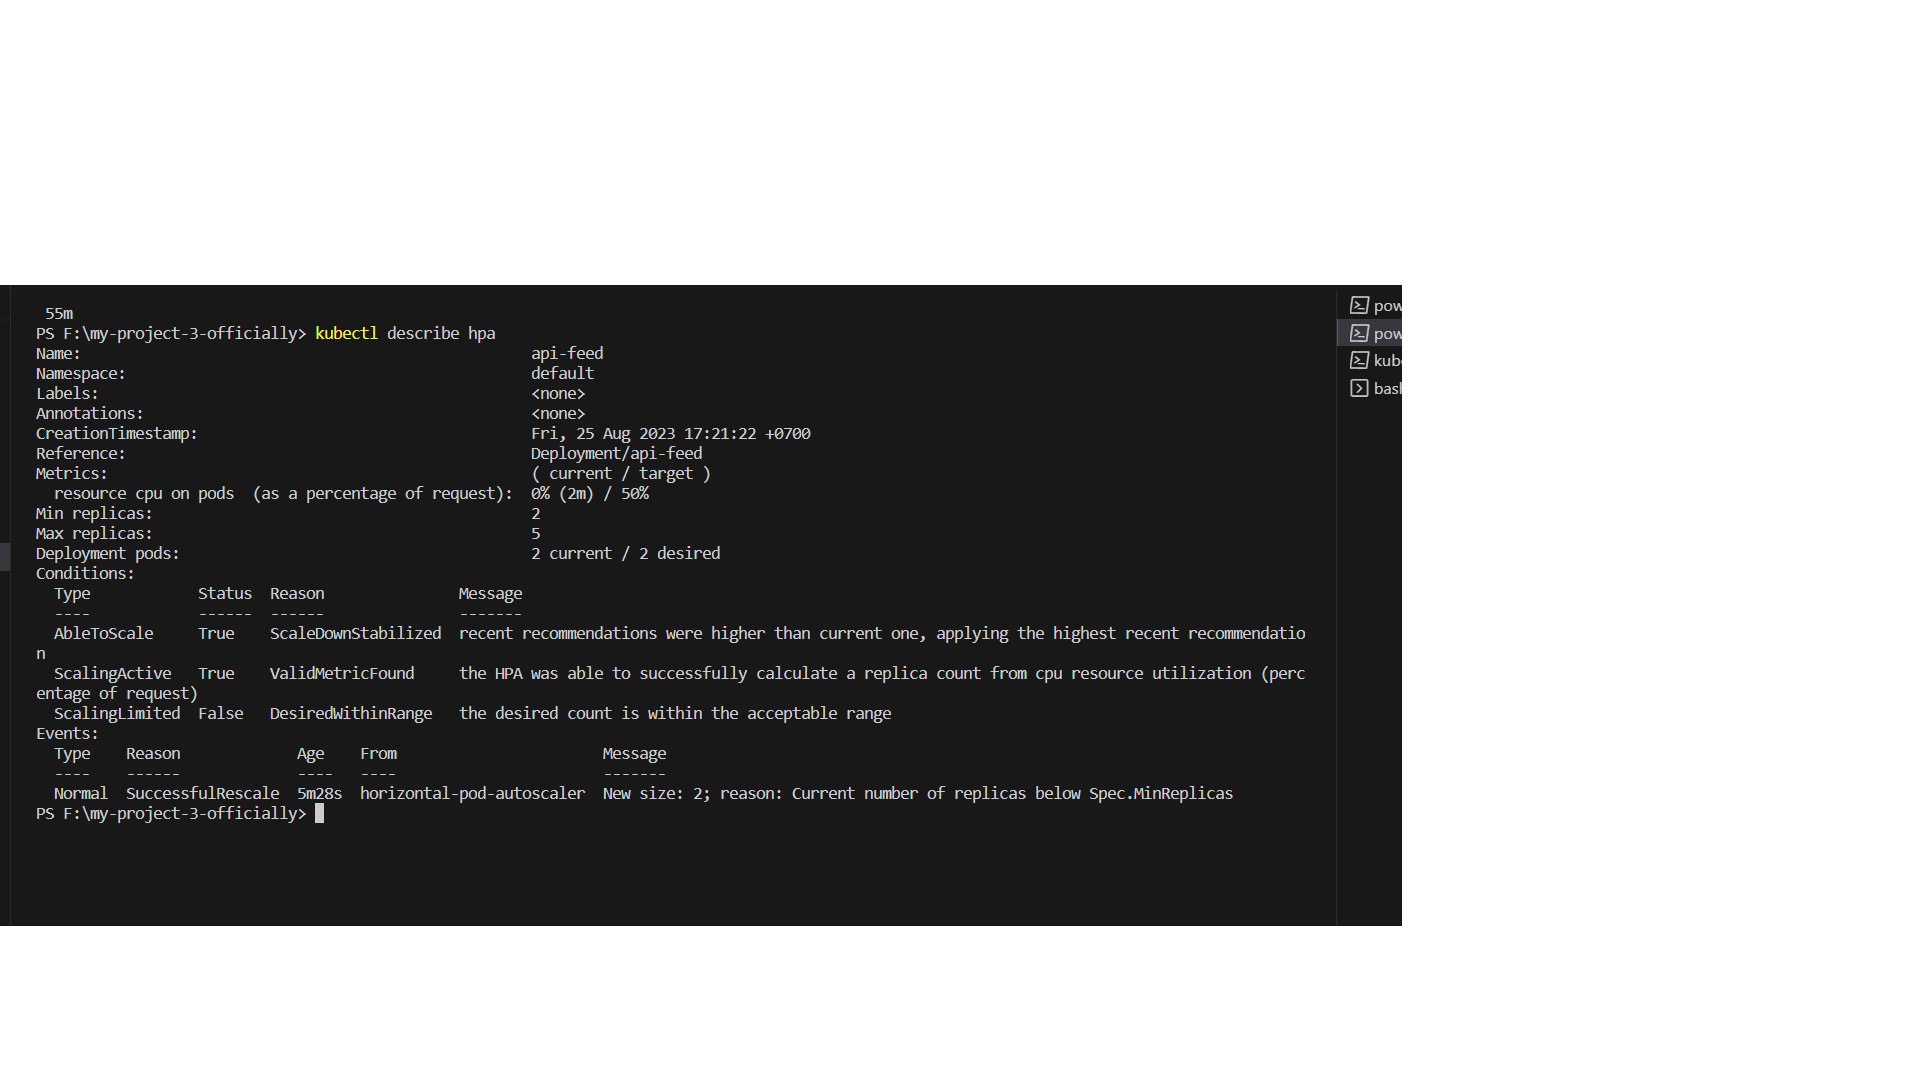 55m
PS F:\my-project-3-officially> kubectl describe hpa
Name: api-feed
Namespace: default
Labels: <none>
Annotations: <none>
CreationTimestamp: Fri, 25 Aug 2023 17:21:22 +0700
Reference: Deployment/api-feed
Metrics: ( current / target )
resource cpu on pods  (as a percentage of request): 0% (2m) / 50%
Min replicas: 2
Max replicas: 5
Deployment pods: 2 current / 2 desired
Conditions:
Type Status Reason Message
---- ------ ------ -------
AbleToScale True ScaleDownStabilized recent recommendations were higher than current one, applying the highest recent recommendatio
n
ScalingActive True ValidMetricFound the HPA was able to successfully calculate a replica count from cpu resource utilization (perc
entage of request)
ScalingLimited False DesiredWithinRange the desired count is within the acceptable range
Events:
Type Reason Age From Message
---- ------ ---- ---- -------
Normal SuccessfulRescale 5m28s horizontal-pod-autoscaler New size: 2; reason: Current number of replicas below Spec.MinReplicas
PS F:\my-project-3-officially>
pow
pow
kub
bash